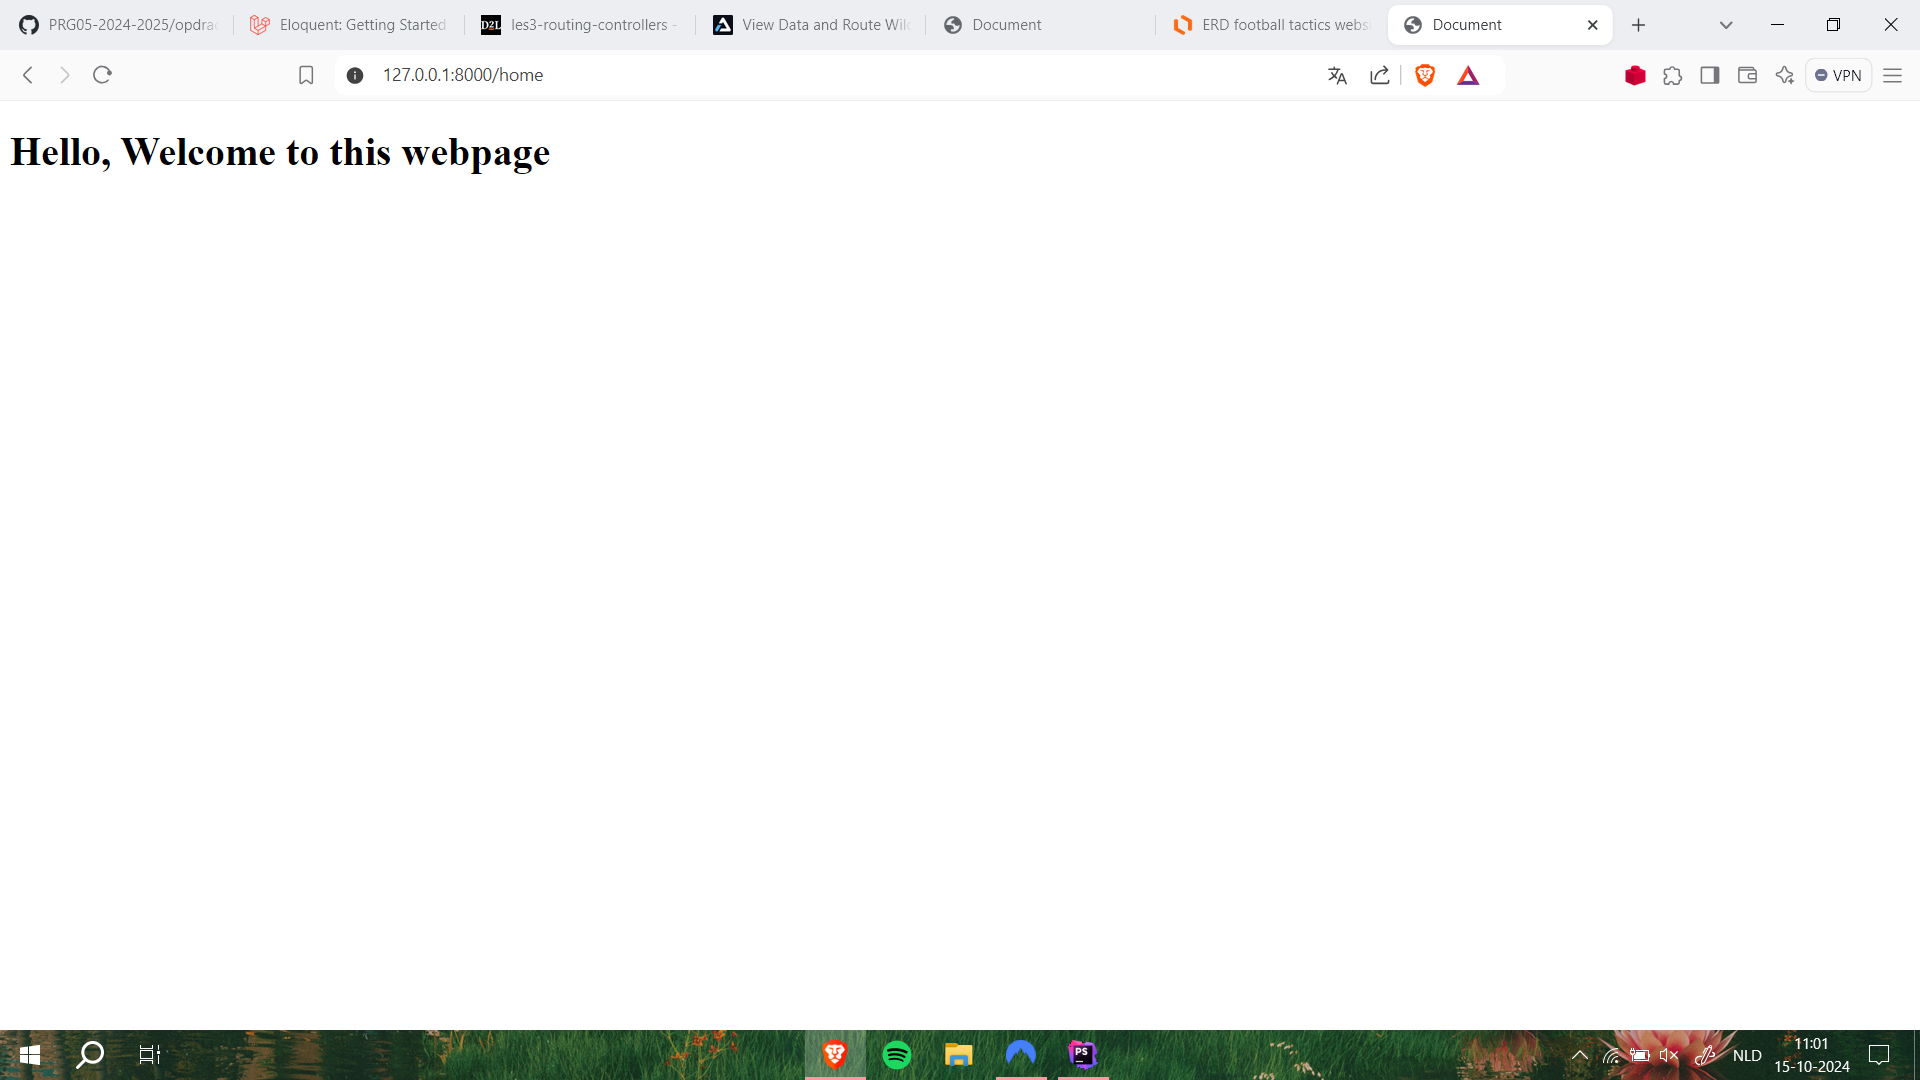 PRG05-2024-2025/opdrac
Eloquent: Getting Started
D2L
les3-routing-controllers -
View Data and Route Wil
Document
ERD football tactics webs
Document
127.0.0.1:8000/home
VPN
Hello, Welcome to this webpage
PS
NLD
11:01
15-10-2024